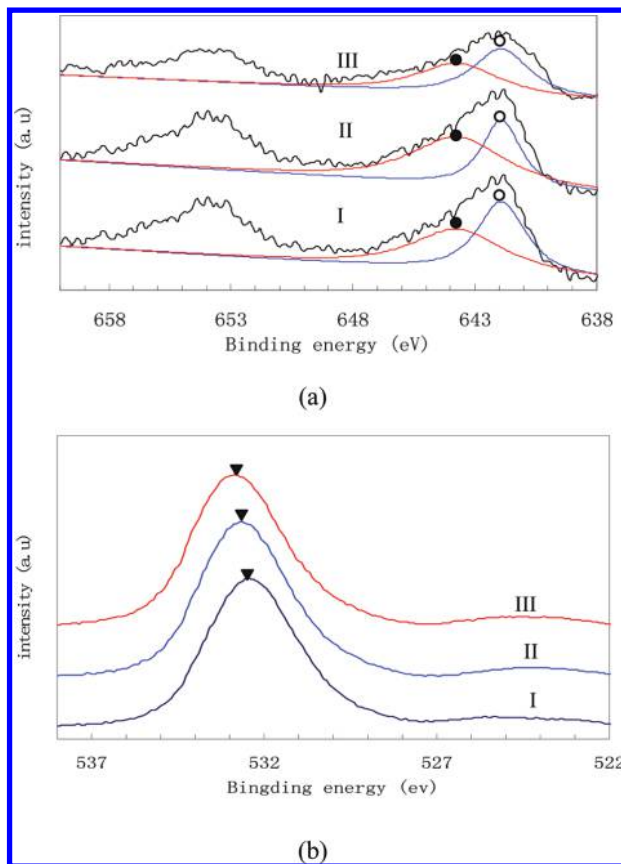 III
II
I
intensity (a.u)
658 653 648 643 638
Binding energy (eV)
(a)
III
II
I
intensity (a.u)
537 532 527 522
Bingding energy (ev)
(b)